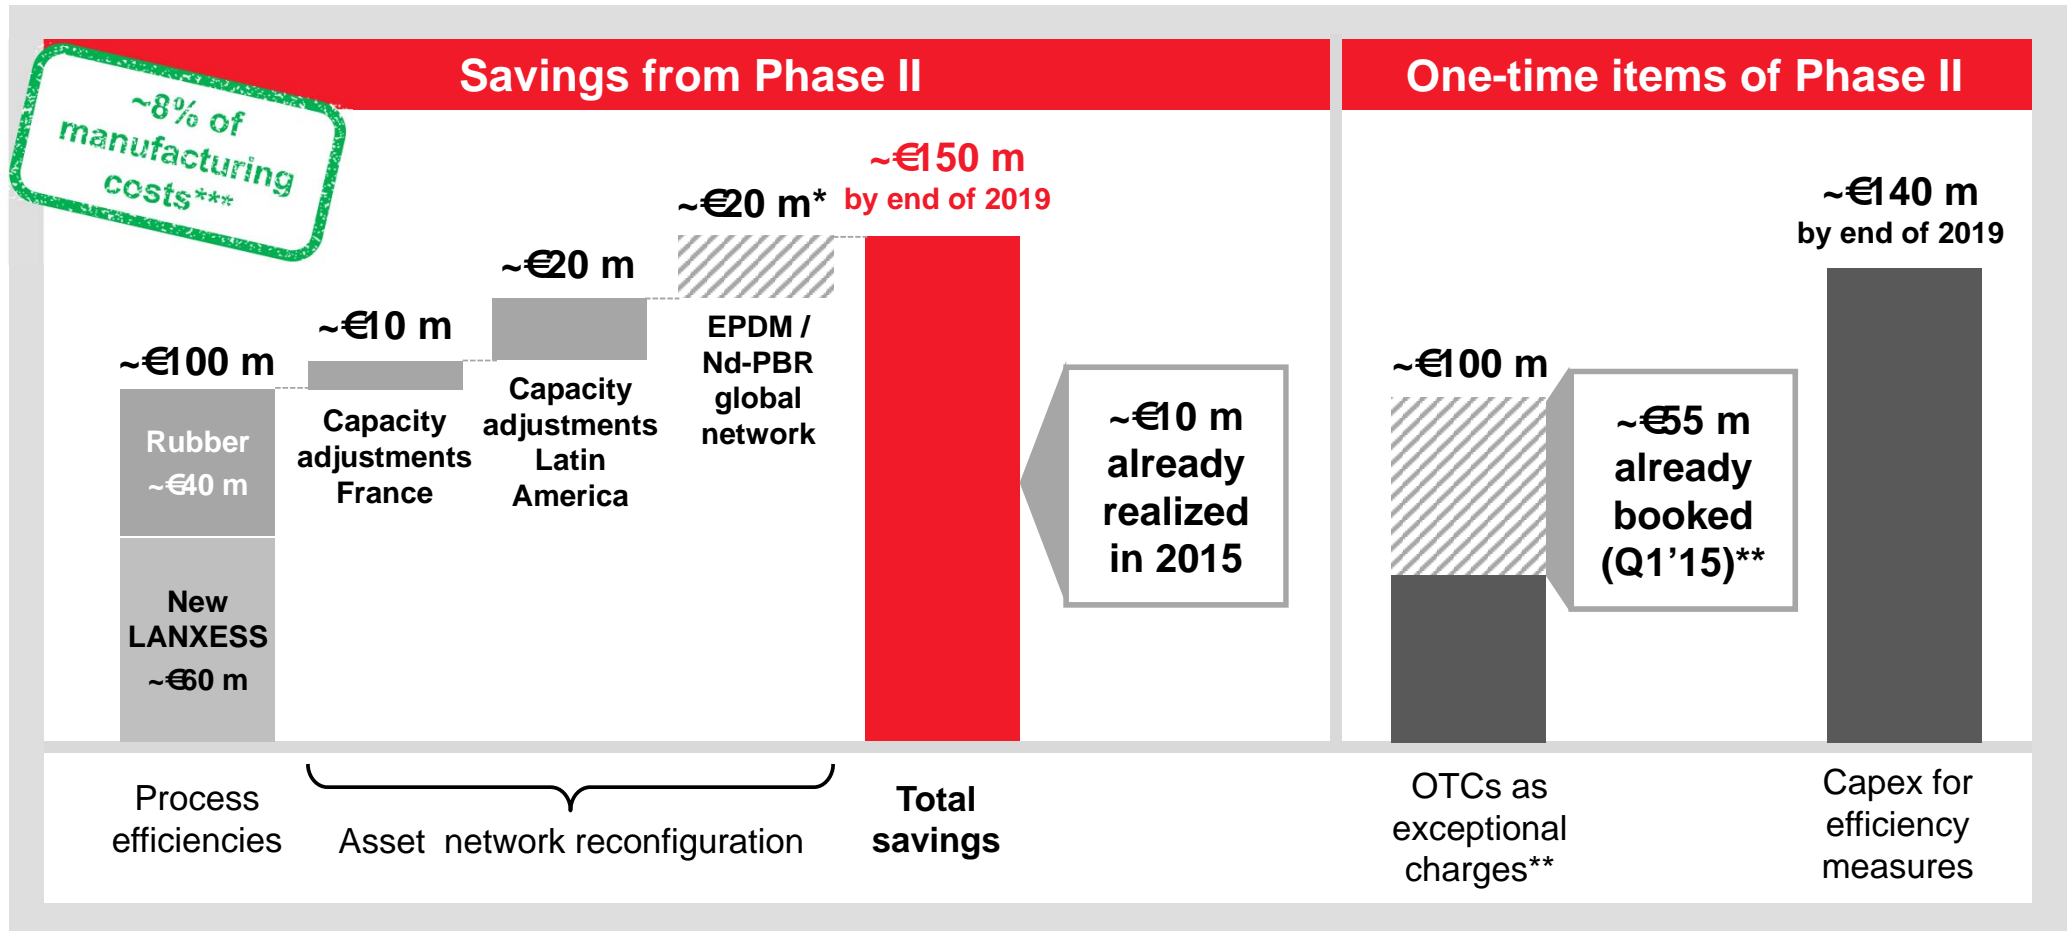 Savings from Phase II
~8% of
manufacturing
costs***
~€100 m
Rubber
~€40 m
New
LANXESS
~€60 m
~€10 m
Capacity
adjustments
France
~€20 m
Capacity
adjustments
Latin
America
~€20 m*
EPDM /
Nd-PBR
global
network
~€150 m
by end of 2019
~€10 m
already
realized
in 2015
Process
efficiencies
Asset network reconfiguration
Total
savings
One-time items of Phase II
~€100 m
~€55 m
already
booked
(Q1’15)**
~€140 m
by end of 2019
OTCs as
exceptional
charges**
Capex for
efficiency
measures